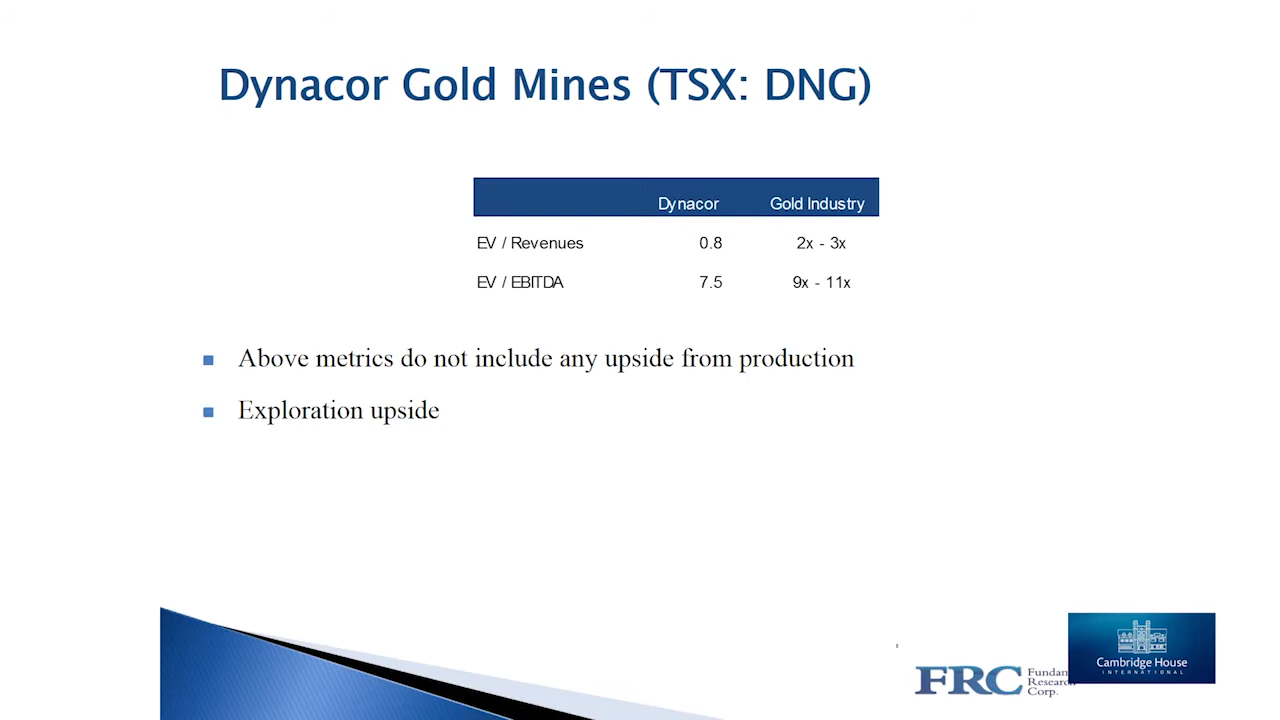 Dynacor Gold Mines (TSX: DNG)
Dynacor Gold Industry
EV / Revenues 0.8 2x - 3x
EV / EBITDA 7.5 9x - 11x
Above metrics do not include any upside from production
Exploration upside
FRC
Research
Corp.
Cambridge House
INTERNATIONAL